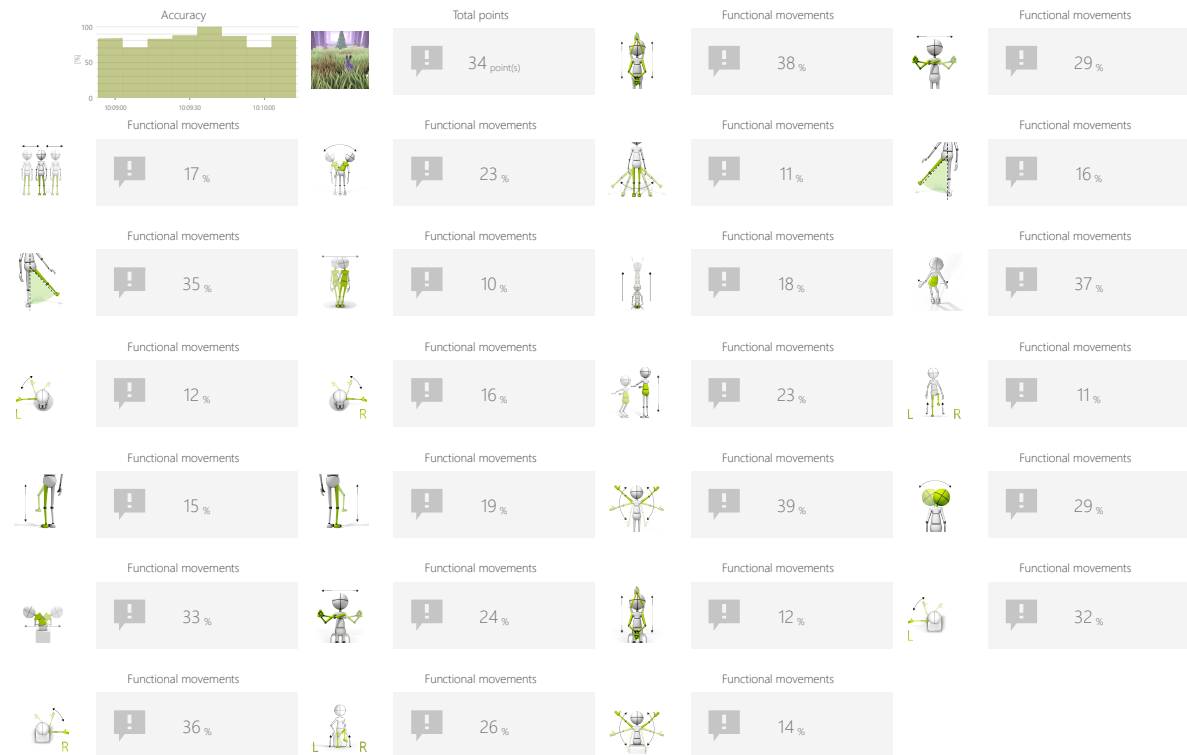 Accuracy
100
[%]
50
0
10:09:00
10:09:30
10:10:00
Total points
34 point(s)
Functional movements
38 %
Functional movements
29 %
Functional movements
17 %
Functional movements
23 %
Functional movements
11 %
Functional movements
16 %
Functional movements
35 %
Functional movements
10 %
Functional movements
18 %
Functional movements
37 %
L
Functional movements
12 %
R
Functional movements
16 %
Functional movements
23 %
L R
Functional movements
11 %
Functional movements
15 %
Functional movements
19 %
Functional movements
39 %
Functional movements
29 %
Functional movements
33 %
Functional movements
24 %
Functional movements
12 %
L
Functional movements
32 %
R
Functional movements
36 %
L R
Functional movements
26 %
Functional movements
14 %